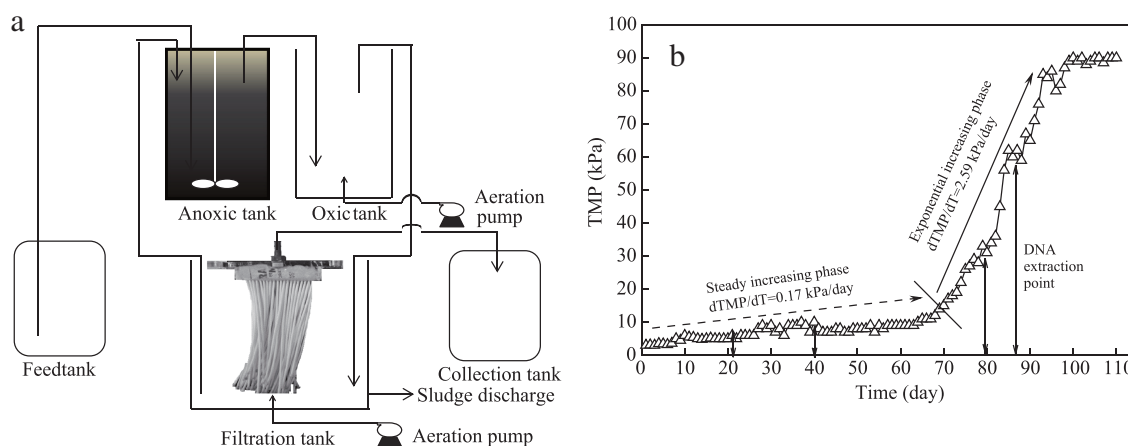 a
Anoxic tank
Oxic tank
Aeration
pump
Feedtank
Collection tank
Sludge discharge
Filtration tank
Aeration pump
b
100
90
80
70
60
50
40
30
20
10
0
TMP (kPa)
Steady increasing phase
dTMP/dT=0.17 kPa/day
Exponential increasing phase
dTMP/dT=2.59 kPa/day
DNA
extraction
point
0 10 20 30 40 50 60 70 80 90 100 110
Time (day)